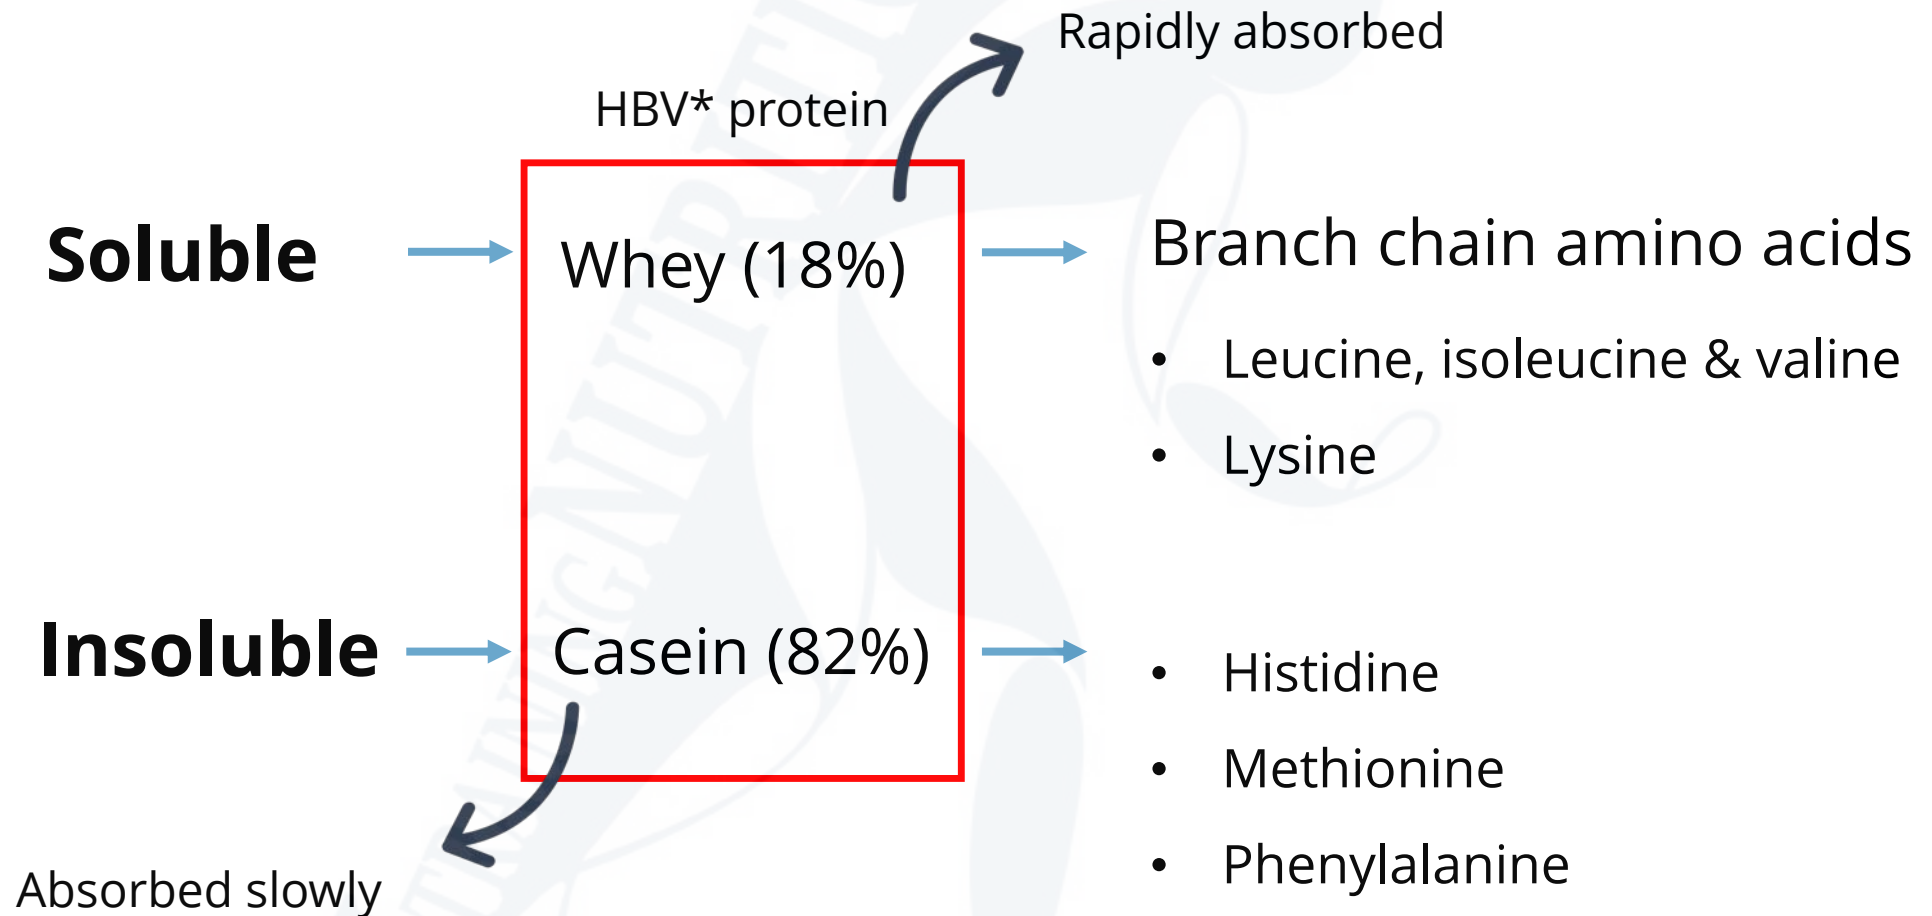 Rapidly absorbed
HBV* protein
Soluble
Whey (18%)
Branch chain amino acids
• Leucine, isoleucine & valine
• Lysine
Insoluble
Casein (82%)
• Histidine
• Methionine
• Phenylalanine
Absorbed slowly